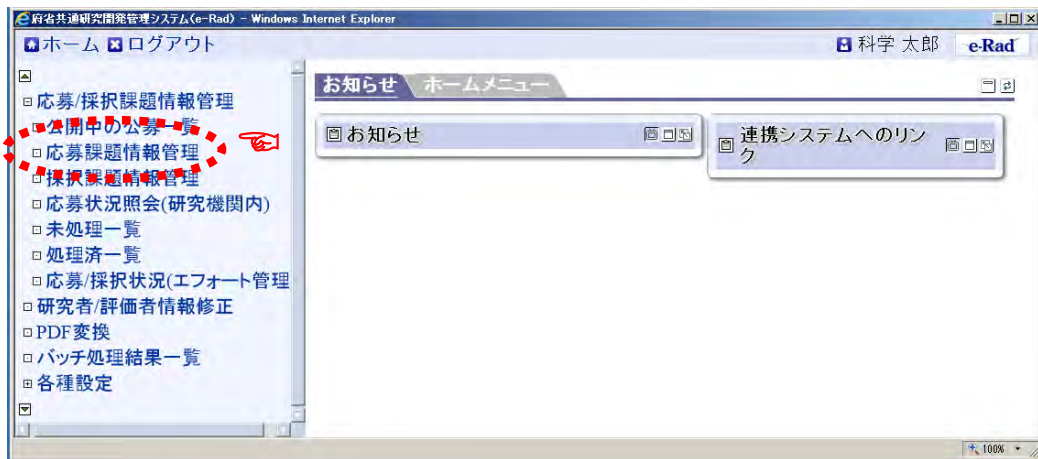 府省共通研究開発管理システム(e-Rad) - Windows Internet Explorer
ホーム ログアウト
科学 太郎 e-Rad
応募/採択課題情報管理
公開中の公募一覧
応募課題情報管理
採択課題情報管理
応募状況照会(研究機関内)
未処理一覧
処理済一覧
応募/採択状況(エフォート管理
研究者/評価者情報修正
PDF変換
バッチ処理結果一覧
各種設定
お知らせ ホームメニュー
お知らせ
連携システムへのリン
ク
100%